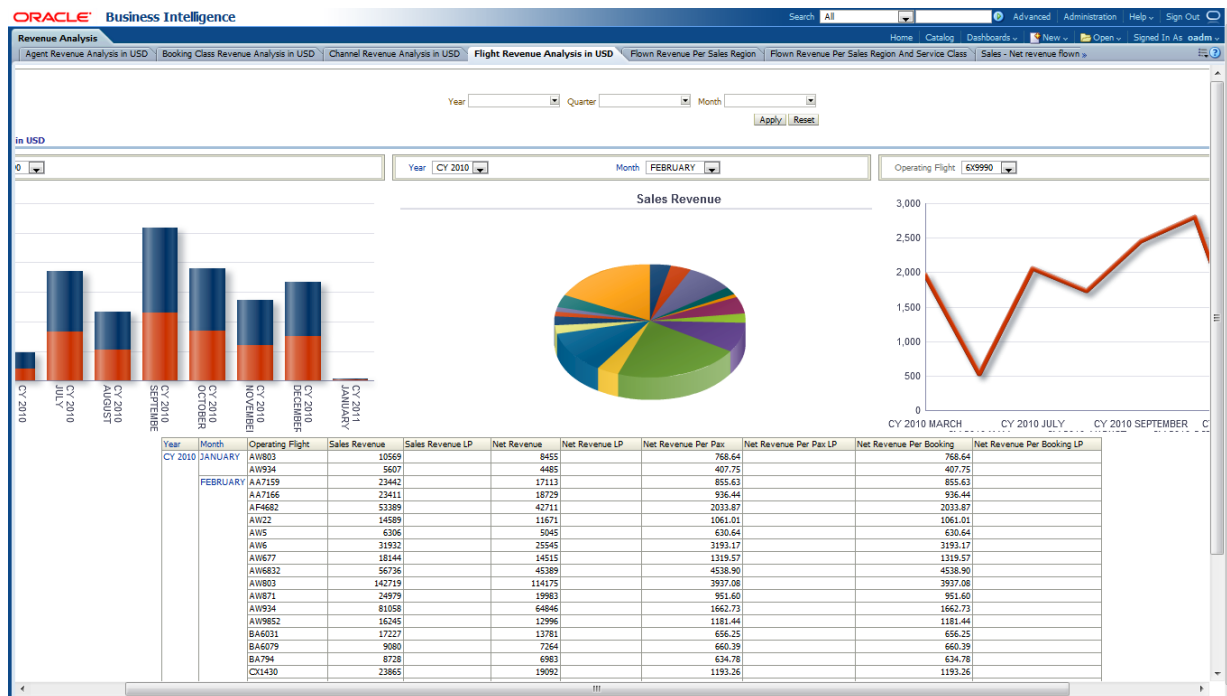 ORACLE Business Intelligence Search All Advanced Administration Help Sign Out
Revenue Analysis Home Catalog Dashboards New Open Signed In As oadm
Agent Revenue Analysis in USD Booking Class Revenue Analysis in USD Channel Revenue Analysis in USD Flight Revenue Analysis in USD Flown Revenue Per Sales Region Flown Revenue Per Sales Region And Service Class Sales - Net revenue flown »
Year Quarter Month
Apply Reset
in USD
Year CY 2010 Month FEBRUARY Operating Flight 6X9990
Sales Revenue
3,000
2,500
2,000
1,500
1,000
500
0
CY 2010
CY 2010 JULY
CY 2010 AUGUST
CY 2010 SEPTEMBE
CY 2010 OCTOBER
CY 2010 NOVEMBEI
CY 2010 DECEMBER
CY 2011 JANUARY
CY 2010 MARCH CY 2010 JULY CY 2010 SEPTEMBER
Year Month Operating Flight Sales Revenue Sales Revenue LP Net Revenue Net Revenue LP Net Revenue Per Pax Net Revenue Per Pax LP Net Revenue Per Booking Net Revenue Per Booking LP
CY 2010 JANUARY AW803 10569 8455 768.64 768.64
AW934 5607 4485 407.75 407.75
FEBRUARY AA7159 23442 17113 855.63 855.63
AA7166 23411 18729 936.44 936.44
AF4682 53389 42711 2033.87 2033.87
AW22 14589 11671 1061.01 1061.01
AW5 6306 5045 630.64 630.64
AW6 31932 25545 3193.17 3193.17
AW677 18144 14515 1319.57 1319.57
AW6832 56736 45389 4538.90 4538.90
AW803 142719 114175 3937.08 3937.08
AW871 24979 19983 951.60 951.60
AW934 81058 64846 1662.73 1662.73
AW9852 16245 12996 1181.44 1181.44
BA6031 17227 13781 656.25 656.25
BA6079 9080 7264 660.39 660.39
BA794 8728 6983 634.78 634.78
CX1430 23865 19092 1193.26 1193.26